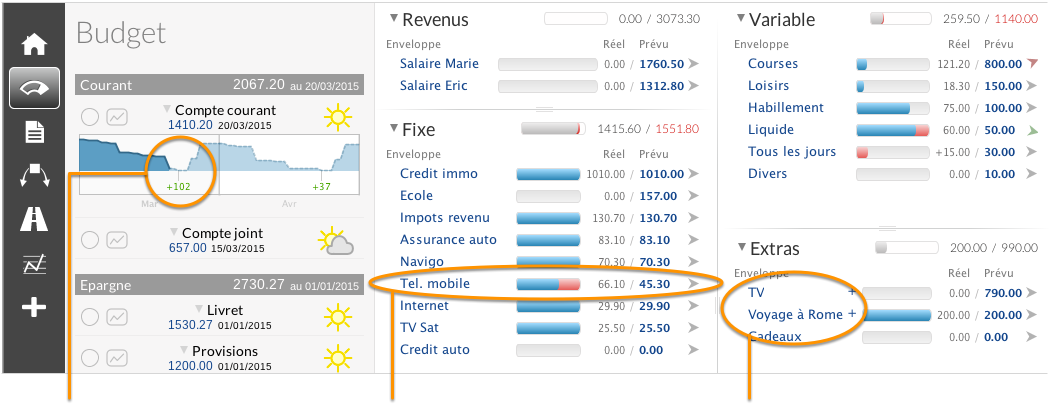 Budget
Courant 2067.20 au 20/03/2015
Compte courant
1410.20 20/03/2015
+102 +37
Mar Avr
Compte joint
657.00 15/03/2015
Epargne 2730.27 au 01/01/2015
Livret
1530.27 01/01/2015
Provisions
1200.00 01/01/2015
Revenus 0.00 / 3073.30
Enveloppe Réel Prévu
Salaire Marie 0.00 / 1760.50
Salaire Eric 0.00 / 1312.80
Fixe 1415.60 / 1551.80
Enveloppe Réel Prévu
Credit immo 1010.00 / 1010.00
Ecole 0.00 / 157.00
Impots revenu 130.70 / 130.70
Assurance auto 83.10 / 83.10
Navigo 70.30 / 70.30
Tel. mobile 66.10 / 45.30
Internet 29.90 / 29.90
TV Sat 25.50 / 25.50
Credit auto 0.00 / 0.00
Variable 259.50 / 1140.00
Enveloppe Réel Prévu
Courses 121.20 / 800.00
Loisirs 18.30 / 150.00
Habillement 75.00 / 100.00
Liquide 60.00 / 50.00
Tous les jours +15.00 / 30.00
Divers 0.00 / 10.00
Extras 200.00 / 990.00
Enveloppe Réel Prévu
TV + 0.00 / 790.00
Voyage à Rome + 200.00 / 200.00
Cadeaux 0.00 / 0.00